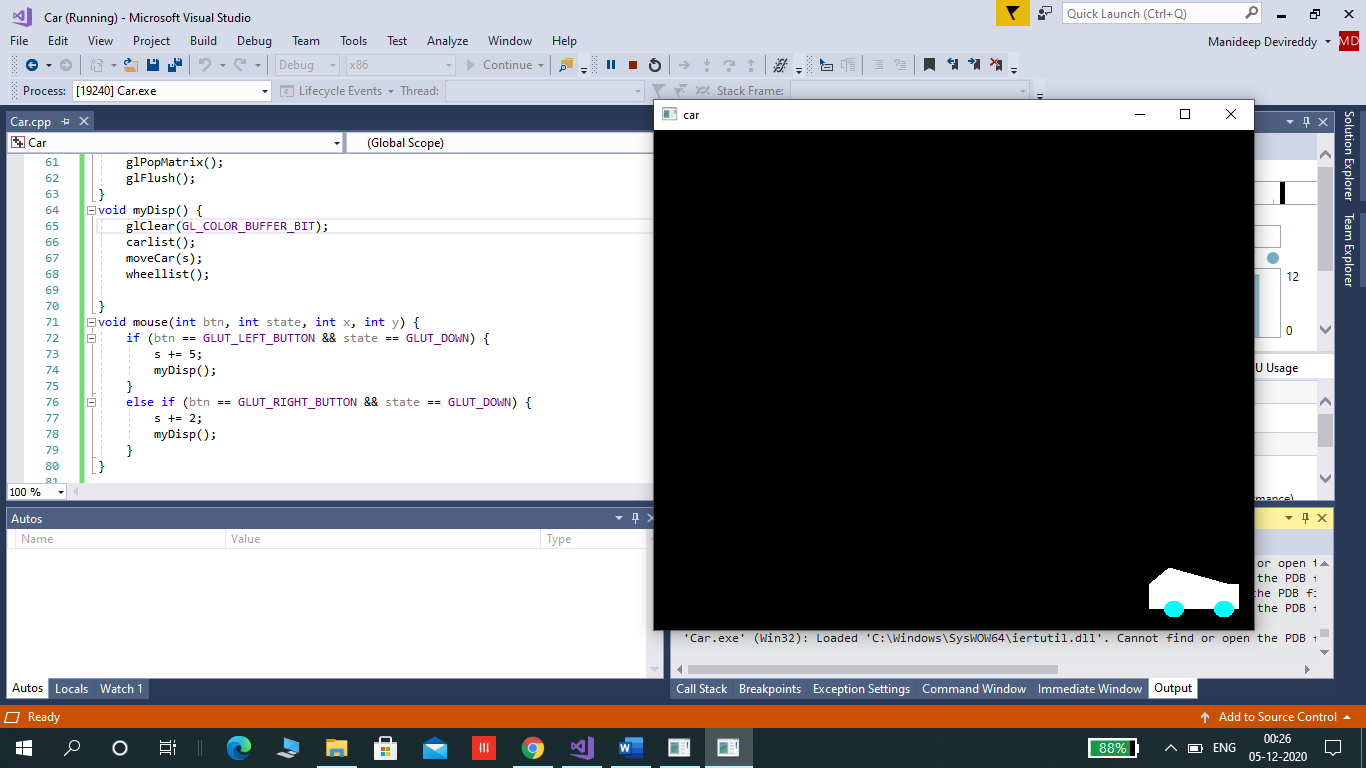 Car (Running) - Microsoft Visual Studio
Quick Launch (Ctrl+Q)
File Edit View Project Build Debug Team Tools Test Analyze Window Help
Manideep Devireddy MD
Debug x86 Continue
Process: [19240] Car.exe Lifecycle Events Thread: Stack Frame:
Car.cpp
Car (Global Scope)
61 glPopMatrix();
62 glFlush();
63 }
64 void myDisp() {
65 glClear(GL_COLOR_BUFFER_BIT);
66 carlist();
67 moveCar(s);
68 wheellist();
69
70 }
71 void mouse(int btn, int state, int x, int y) {
72 if (btn == GLUT_LEFT_BUTTON && state == GLUT_DOWN) {
73 s += 5;
74 myDisp();
75 }
76 else if (btn == GLUT_RIGHT_BUTTON && state == GLUT_DOWN) {
77 s += 2;
78 myDisp();
79 }
80 }
81
100 %
car
Solution Explorer
Team Explorer
12
0
U Usage
mance)
Autos
Name Value Type
Autos Locals Watch 1
or open t
the PDB f
the PDB fi
the PDB f
'Car.exe' (Win32): Loaded 'C:\Windows\SysWOW64\iertutil.dll'. Cannot find or open the PDB f
Call Stack Breakpoints Exception Settings Command Window Immediate Window Output
Ready
Add to Source Control
88%
ENG
00:26
05-12-2020